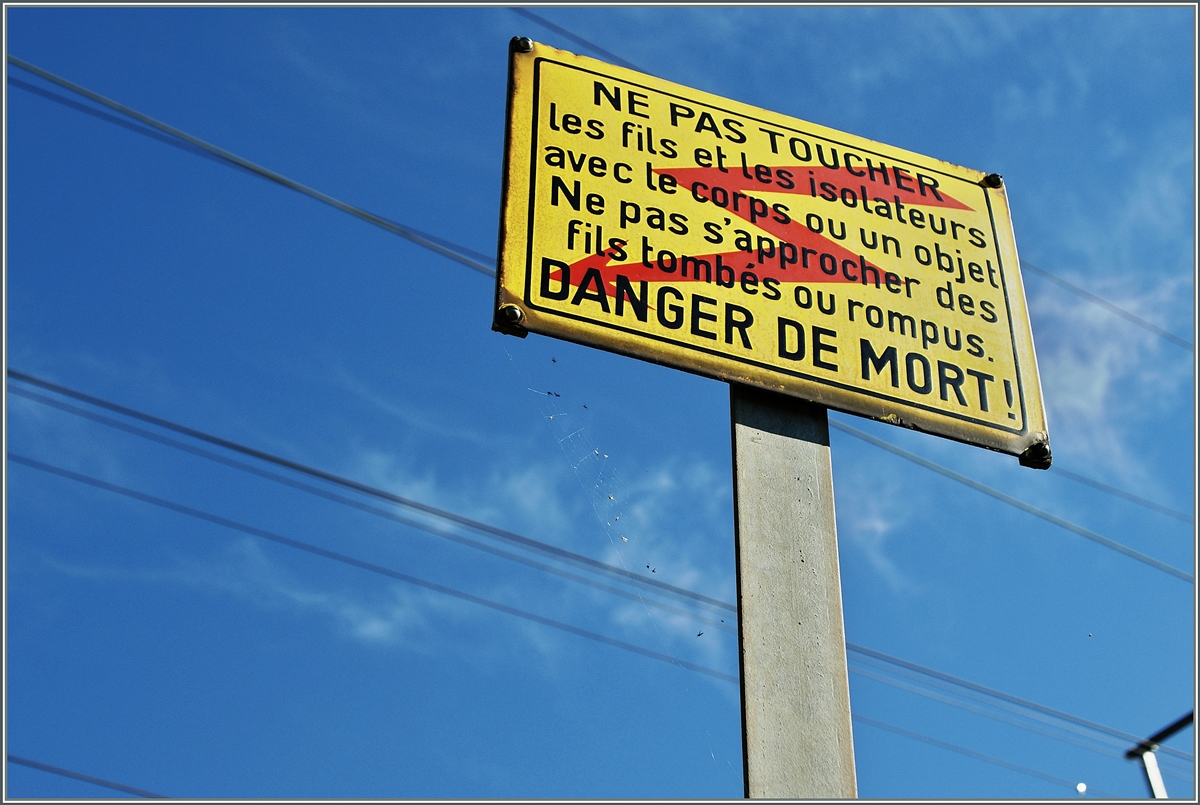 NE PAS TOUCHER
les fils et les isolateurs
avec le corps ou un objet
Ne pas s'approcher des
fils tombés ou rompus.
DANGER DE MORT!